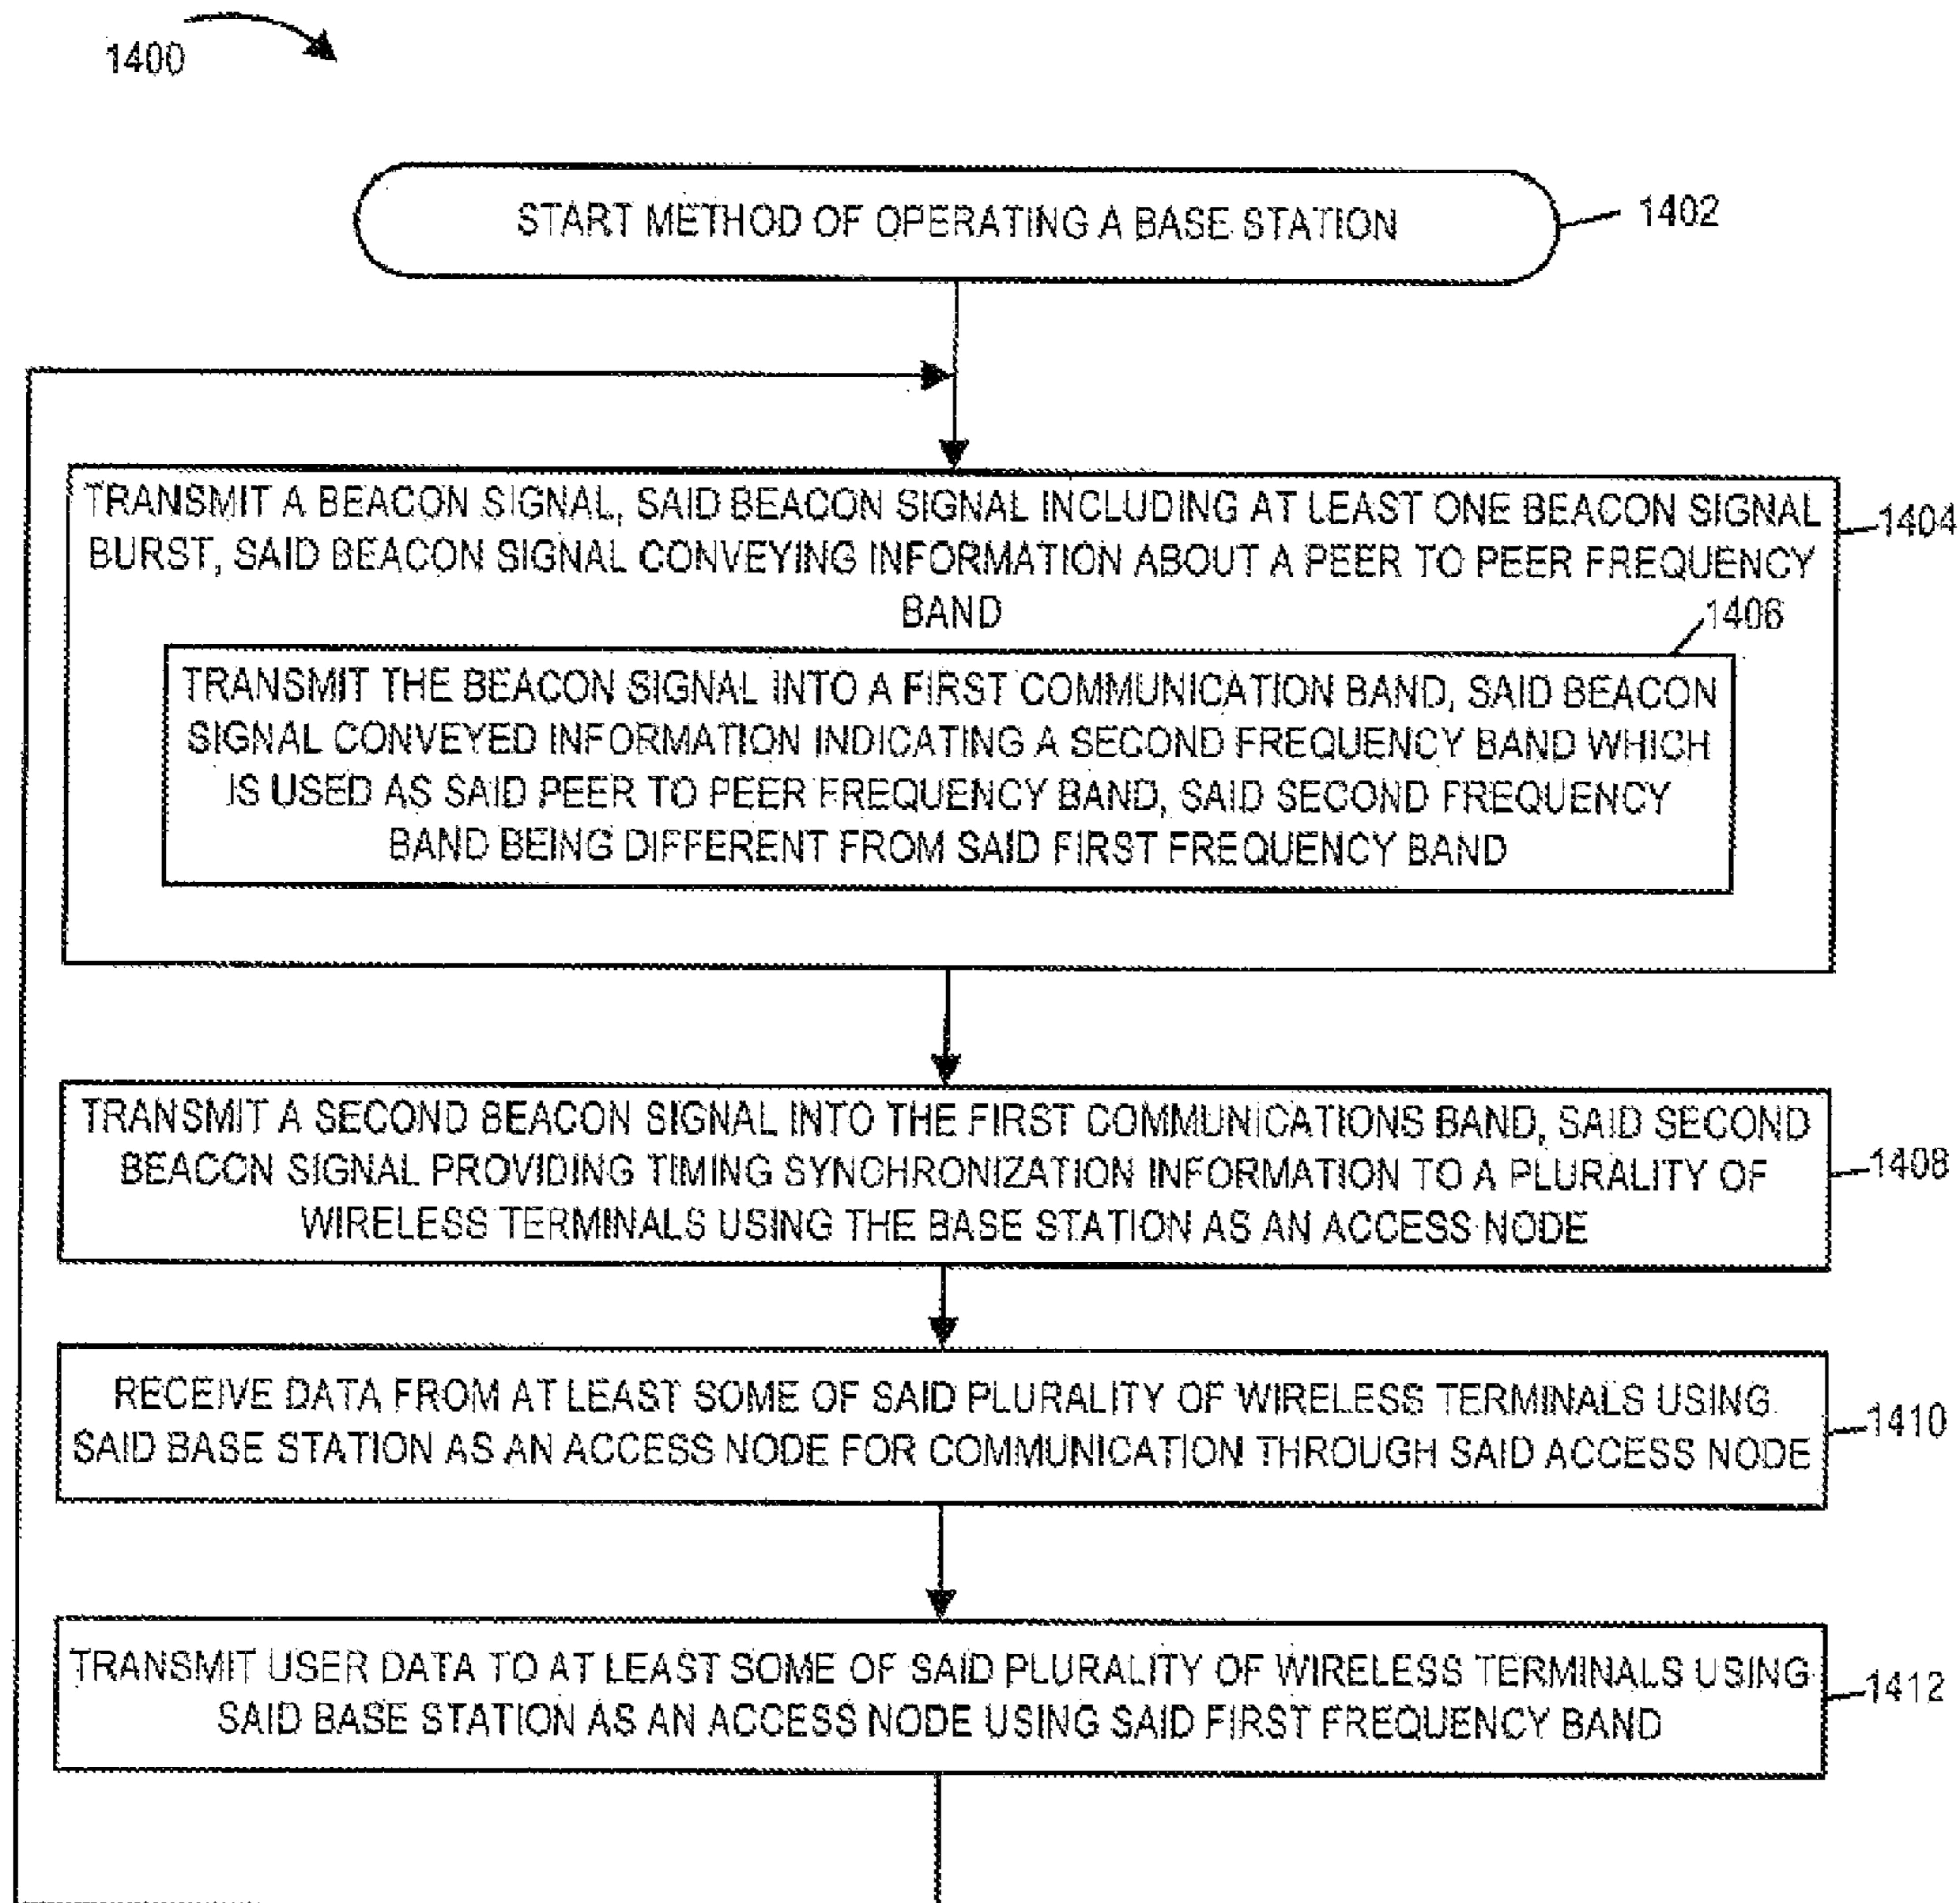 1400
START METHOD OF OPERATING A BASE STATION
1402
TRANSMIT A BEACON SIGNAL, SAID BEACON SIGNAL INCLUDING AT LEAST ONE BEACON SIGNAL
BURST, SAID BEACON SIGNAL CONVEYING INFORMATION ABOUT A PEER TO PEER FREQUENCY
BAND
1404
1406
TRANSMIT THE BEACON SIGNAL INTO A FIRST COMMUNICATION BAND, SAID BEACON
SIGNAL CONVEYED INFORMATION INDICATING A SECOND FREQUENCY BAND WHICH
IS USED AS SAID PEER TO PEER FREQUENCY BAND, SAID SECOND FREQUENCY
BAND BEING DIFFERENT FROM SAID FIRST FREQUENCY BAND
TRANSMIT A SECOND BEACON SIGNAL INTO THE FIRST COMMUNICATIONS BAND, SAID SECOND
BEACON SIGNAL PROVIDING TIMING SYNCHRONIZATION INFORMATION TO A PLURALITY OF
WIRELESS TERMINALS USING THE BASE STATION AS AN ACCESS NODE
1408
RECEIVE DATA FROM AT LEAST SOME OF SAID PLURALITY OF WIRELESS TERMINALS USING
SAID BASE STATION AS AN ACCESS NODE FOR COMMUNICATION THROUGH SAID ACCESS NODE
1410
TRANSMIT USER DATA TO AT LEAST SOME OF SAID PLURALITY OF WIRELESS TERMINALS USING
SAID BASE STATION AS AN ACCESS NODE USING SAID FIRST FREQUENCY BAND
1412